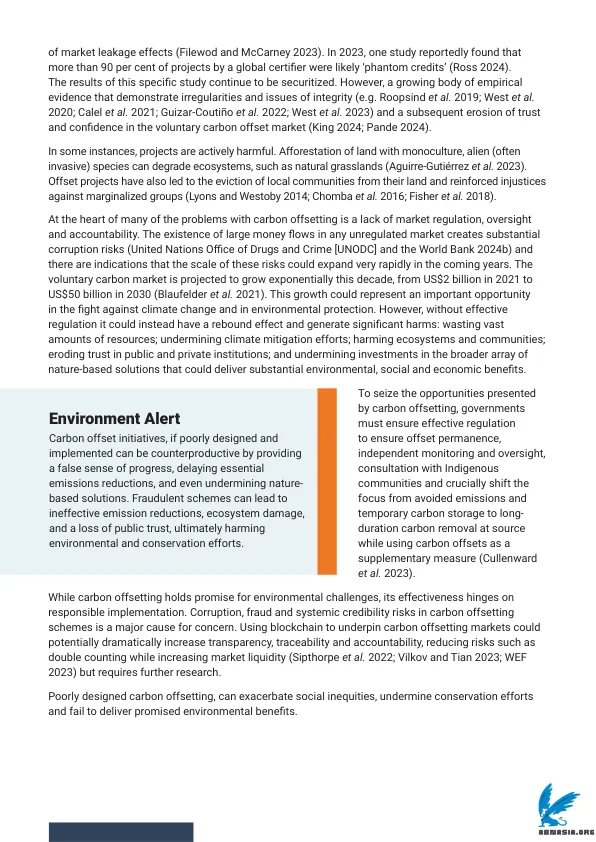 of market leakage effects (Filewod and McCarney 2023). In 2023, one study reportedly found that
more than 90 per cent of projects by a global certifier were likely ‘phantom credits’ (Ross 2024).
The results of this specific study continue to be securitized. However, a growing body of empirical
evidence that demonstrate irregularities and issues of integrity (e.g. Roopsind et al. 2019; West et al.
2020; Calel et al. 2021; Guizar-Coutiño et al. 2022; West et al. 2023) and a subsequent erosion of trust
and confidence in the voluntary carbon offset market (King 2024; Pande 2024).
In some instances, projects are actively harmful. Afforestation of land with monoculture, alien (often
invasive) species can degrade ecosystems, such as natural grasslands (Aguirre-Gutiérrez et al. 2023).
Offset projects have also led to the eviction of local communities from their land and reinforced injustices
against marginalized groups (Lyons and Westoby 2014; Chomba et al. 2016; Fisher et al. 2018).
At the heart of many of the problems with carbon offsetting is a lack of market regulation, oversight
and accountability. The existence of large money flows in any unregulated market creates substantial
corruption risks (United Nations Office of Drugs and Crime [UNODC] and the World Bank 2024b) and
there are indications that the scale of these risks could expand very rapidly in the coming years. The
voluntary carbon market is projected to grow exponentially this decade, from US$2 billion in 2021 to
US$50 billion in 2030 (Blaufelder et al. 2021). This growth could represent an important opportunity
in the fight against climate change and in environmental protection. However, without effective
regulation it could instead have a rebound effect and generate significant harms: wasting vast
amounts of resources; undermining climate mitigation efforts; harming ecosystems and communities;
eroding trust in public and private institutions; and undermining investments in the broader array of
nature-based solutions that could deliver substantial environmental, social and economic benefits.
Environment Alert
Carbon offset initiatives, if poorly designed and
implemented can be counterproductive by providing
a false sense of progress, delaying essential
emissions reductions, and even undermining nature-
based solutions. Fraudulent schemes can lead to
ineffective emission reductions, ecosystem damage,
and a loss of public trust, ultimately harming
environmental and conservation efforts.
To seize the opportunities presented
by carbon offsetting, governments
must ensure effective regulation
to ensure offset permanence,
independent monitoring and oversight,
consultation with Indigenous
communities and crucially shift the
focus from avoided emissions and
temporary carbon storage to long-
duration carbon removal at source
while using carbon offsets as a
supplementary measure (Cullenward
et al. 2023).
While carbon offsetting holds promise for environmental challenges, its effectiveness hinges on
responsible implementation. Corruption, fraud and systemic credibility risks in carbon offsetting
schemes is a major cause for concern. Using blockchain to underpin carbon offsetting markets could
potentially dramatically increase transparency, traceability and accountability, reducing risks such as
double counting while increasing market liquidity (Sipthorpe et al. 2022; Vilkov and Tian 2023; WEF
2023) but requires further research.
Poorly designed carbon offsetting, can exacerbate social inequities, undermine conservation efforts
and fail to deliver promised environmental benefits.
ABNASIA.ORG